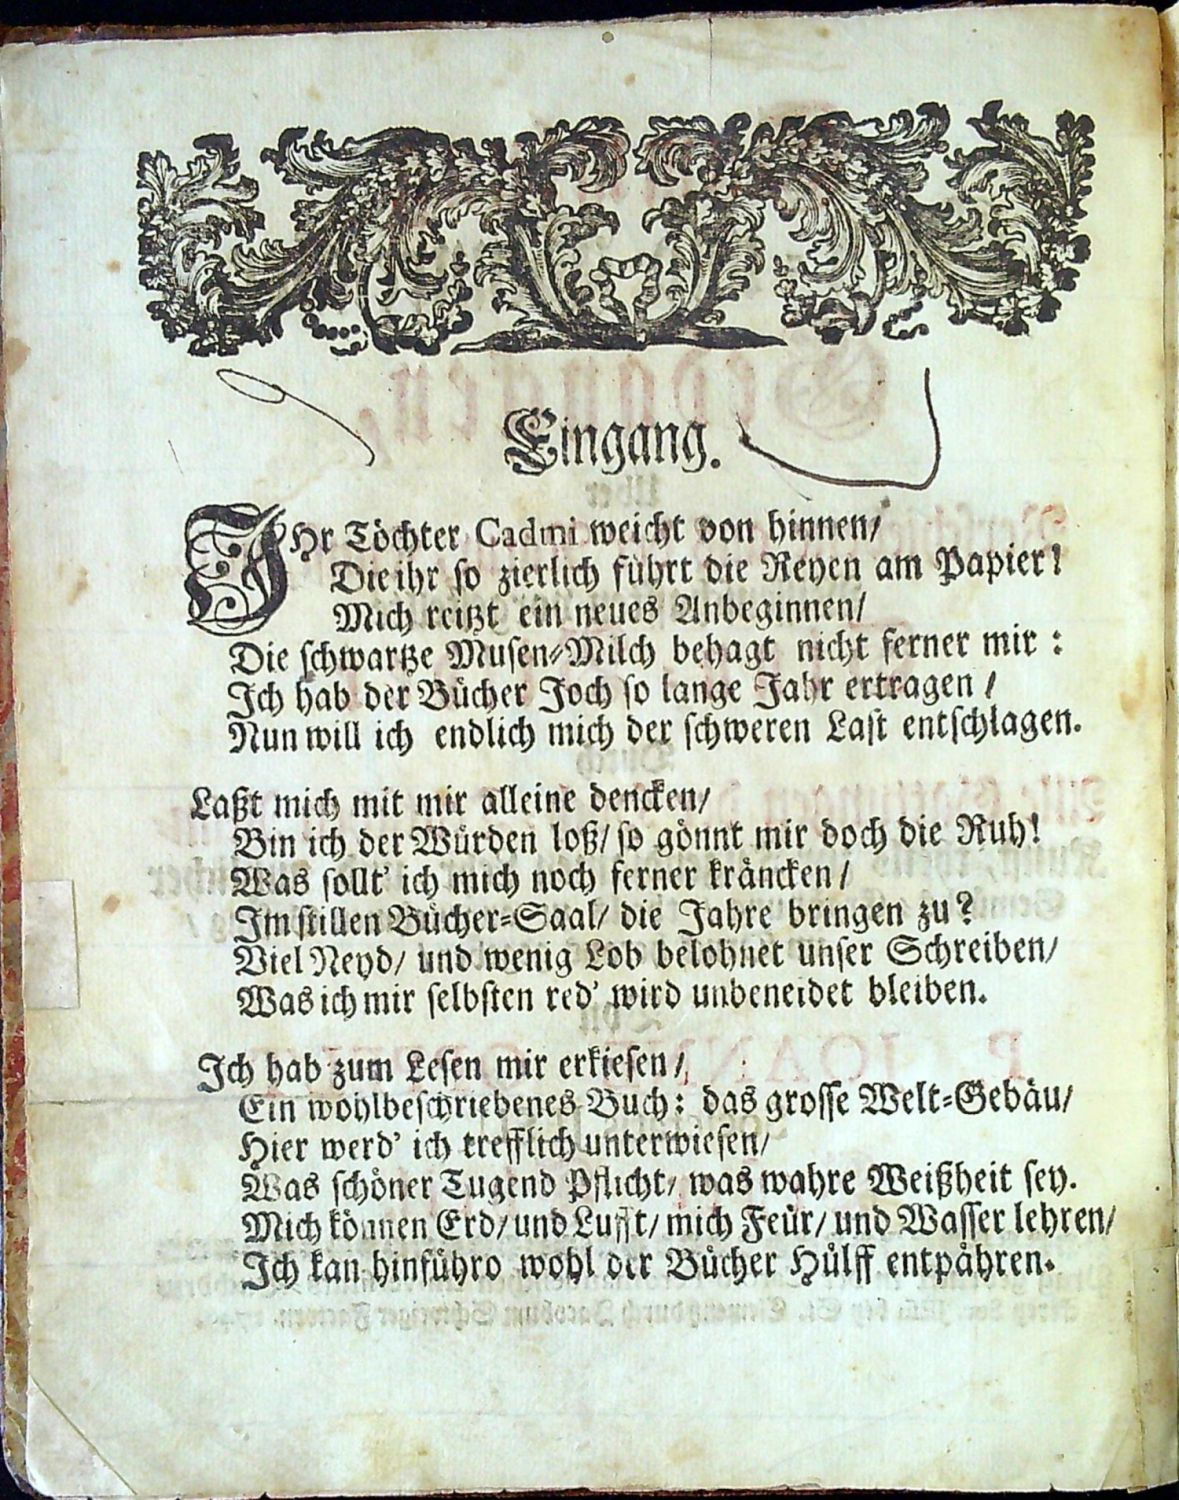 Eingang.
IHr Töchter Cadmi weicht von hinnen/
Die ihr so zierlich führt die Reyen am Papier!
Mich reitzt ein neues Anbeginnen/
Die schwartze Musen-Milch behagt nicht ferner mir:
Ich hab der Bücher Joch so lange Jahr ertragen/
Nun will ich endlich mich der schweren Last entschlagen.
Laßt mich mit mir alleine dencken/
Bin ich der Würden loß/ so gönnt mir doch die Ruh!
Was sollt' ich mich noch ferner kräncken/
Im stillen Bücher-Saal/ die Jahre bringen zu?
Viel Neyd/ und wenig Lob belohnet unser Schreiben/
Was ich mir selbsten red' wird unbeneidet bleiben.
Ich hab zum Lesen mir erkiesen/
Ein wohlbeschriebenes Buch: das grosse Welt-Gebäu/
Hier werd' ich trefflich unterwiesen/
Was schöner Tugend Pflicht/ was wahre Weißheit sey.
Mich können Erd/ und Lufft/ mich Feür/ und Wasser lehren/
Ich kan hinführo wohl der Bücher Hülff entpähren.